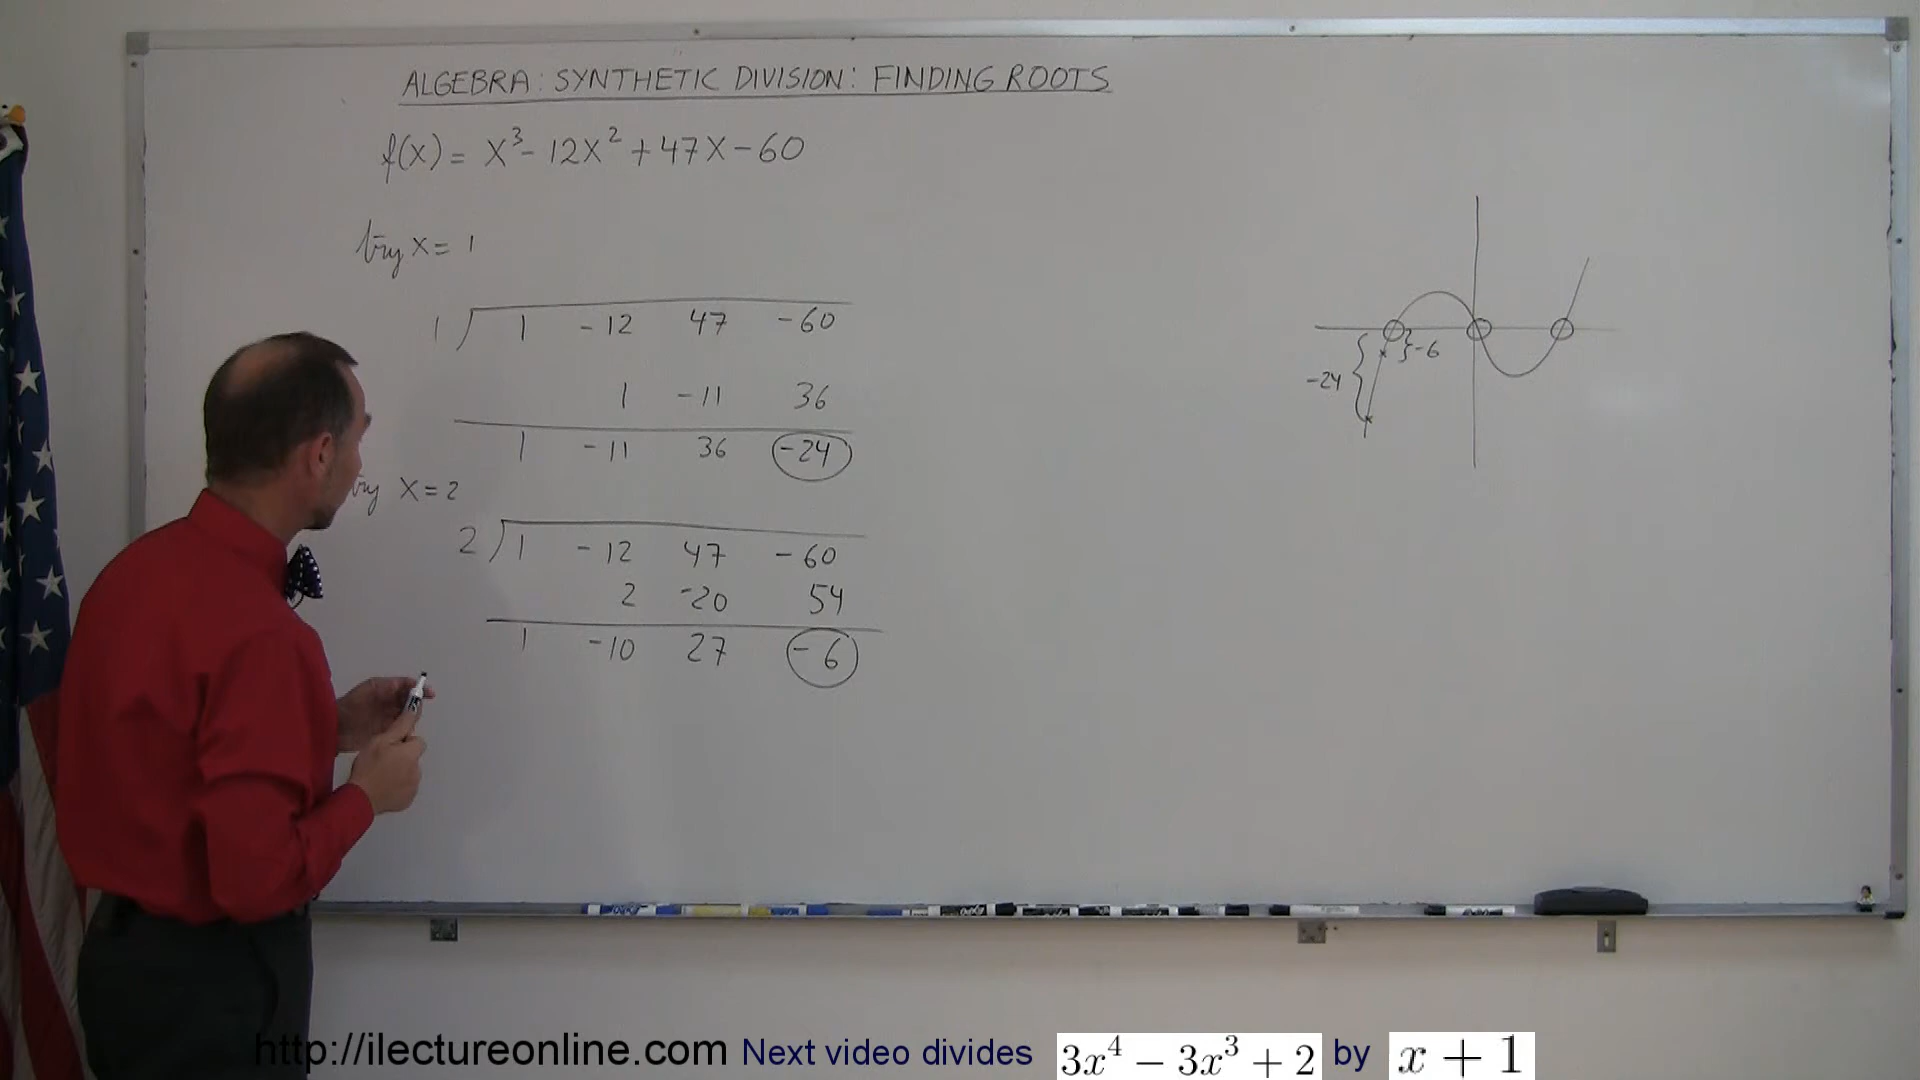 ALGEBRA: SYNTHETIC DIVISION: FINDING ROOTS
f(x) = x³ - 12x² + 47x - 60
try x = 1
1 ) 1 -12 47 -60
1 -11 36
1 -11 36 -24
try x = 2
2 ) 1 -12 47 -60
2 -20 54
1 -10 27 -6
-6
-24
http://ilectureonline.com Next video divides 3x⁴ − 3x³ + 2 by x + 1